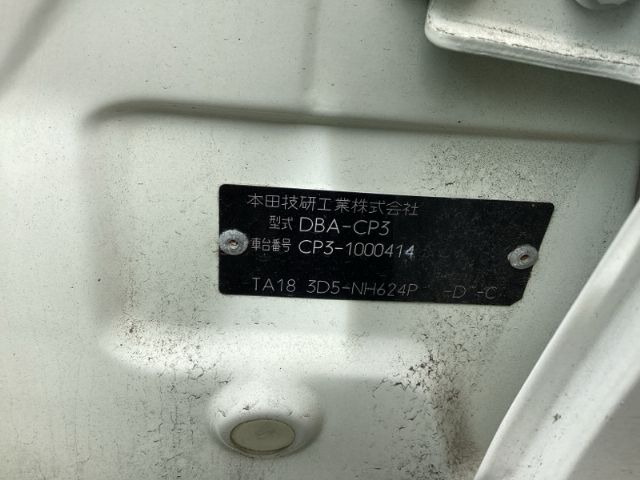 本田技研工業株式会社
型式 DBA-CP3
車台番号 CP3-1000414
TA18 3D5-NH624P -D -C